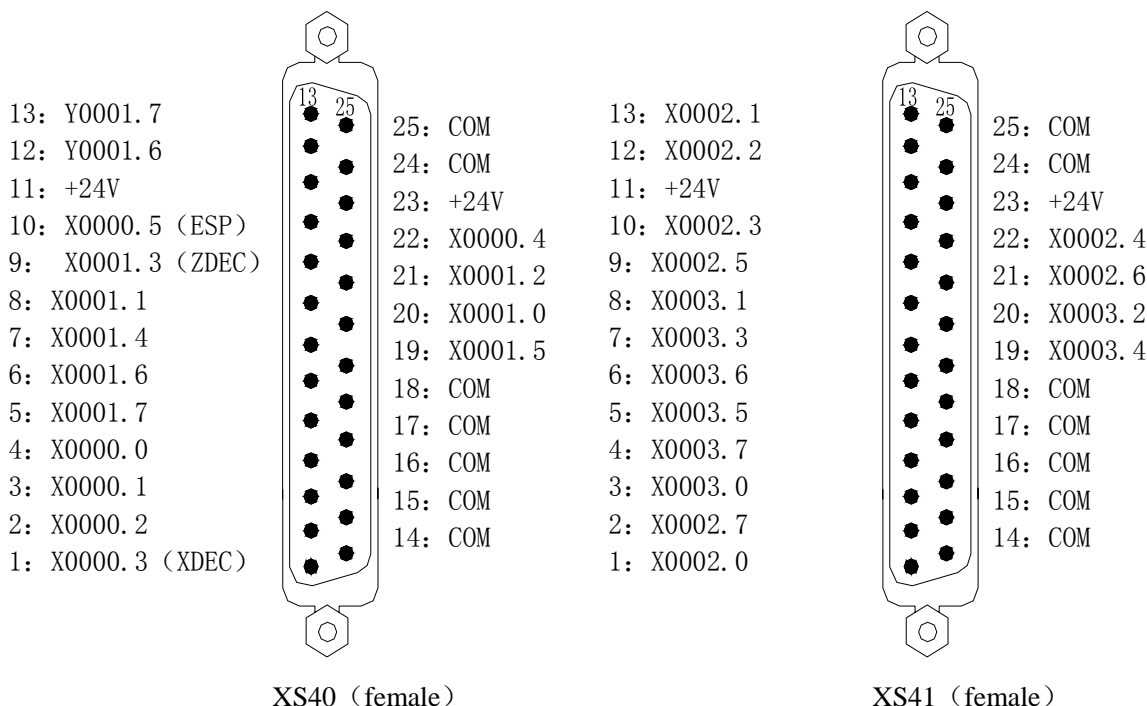 13
25
13: Y0001.7
12: Y0001.6
11: +24V
10: X0000.5 (ESP)
9: X0001.3 (ZDEC)
8: X0001.1
7: X0001.4
6: X0001.6
5: X0001.7
4: X0000.0
3: X0000.1
2: X0000.2
1: X0000.3 (XDEC)
25: COM
24: COM
23: +24V
22: X0000.4
21: X0001.2
20: X0001.0
19: X0001.5
18: COM
17: COM
16: COM
15: COM
14: COM
XS40 (female)
13
25
13: X0002.1
12: X0002.2
11: +24V
10: X0002.3
9: X0002.5
8: X0003.1
7: X0003.3
6: X0003.6
5: X0003.5
4: X0003.7
3: X0003.0
2: X0002.7
1: X0002.0
25: COM
24: COM
23: +24V
22: X0002.4
21: X0002.6
20: X0003.2
19: X0003.4
18: COM
17: COM
16: COM
15: COM
14: COM
XS41 (female)